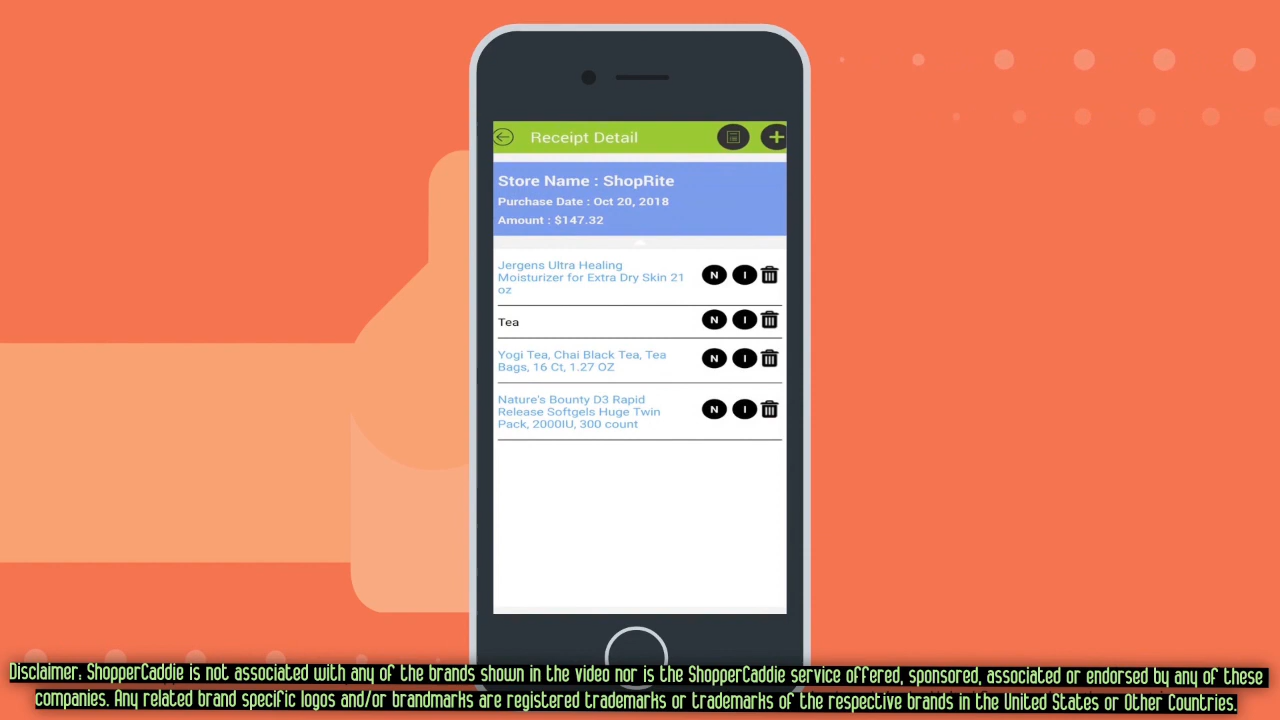 Receipt Detail
Store Name : ShopRite
Purchase Date : Oct 20, 2018
Amount : $147.32
Jergens Ultra Healing
Moisturizer for Extra Dry Skin 21
oz
N I
Tea
N I
Yogi Tea, Chai Black Tea, Tea
Bags, 16 Ct, 1.27 OZ
N I
Nature's Bounty D3 Rapid
Release Softgels Huge Twin
Pack, 2000IU, 300 count
N I
Disclaimer: ShopperCaddie is not associated with any of the brands shown in the video nor is the ShopperCaddie service offered, sponsored, associated or endorsed by any of these
companies. Any related brand specific logos and/or brandmarks are registered trademarks or trademarks of the respective brands in the United States or Other Countries.